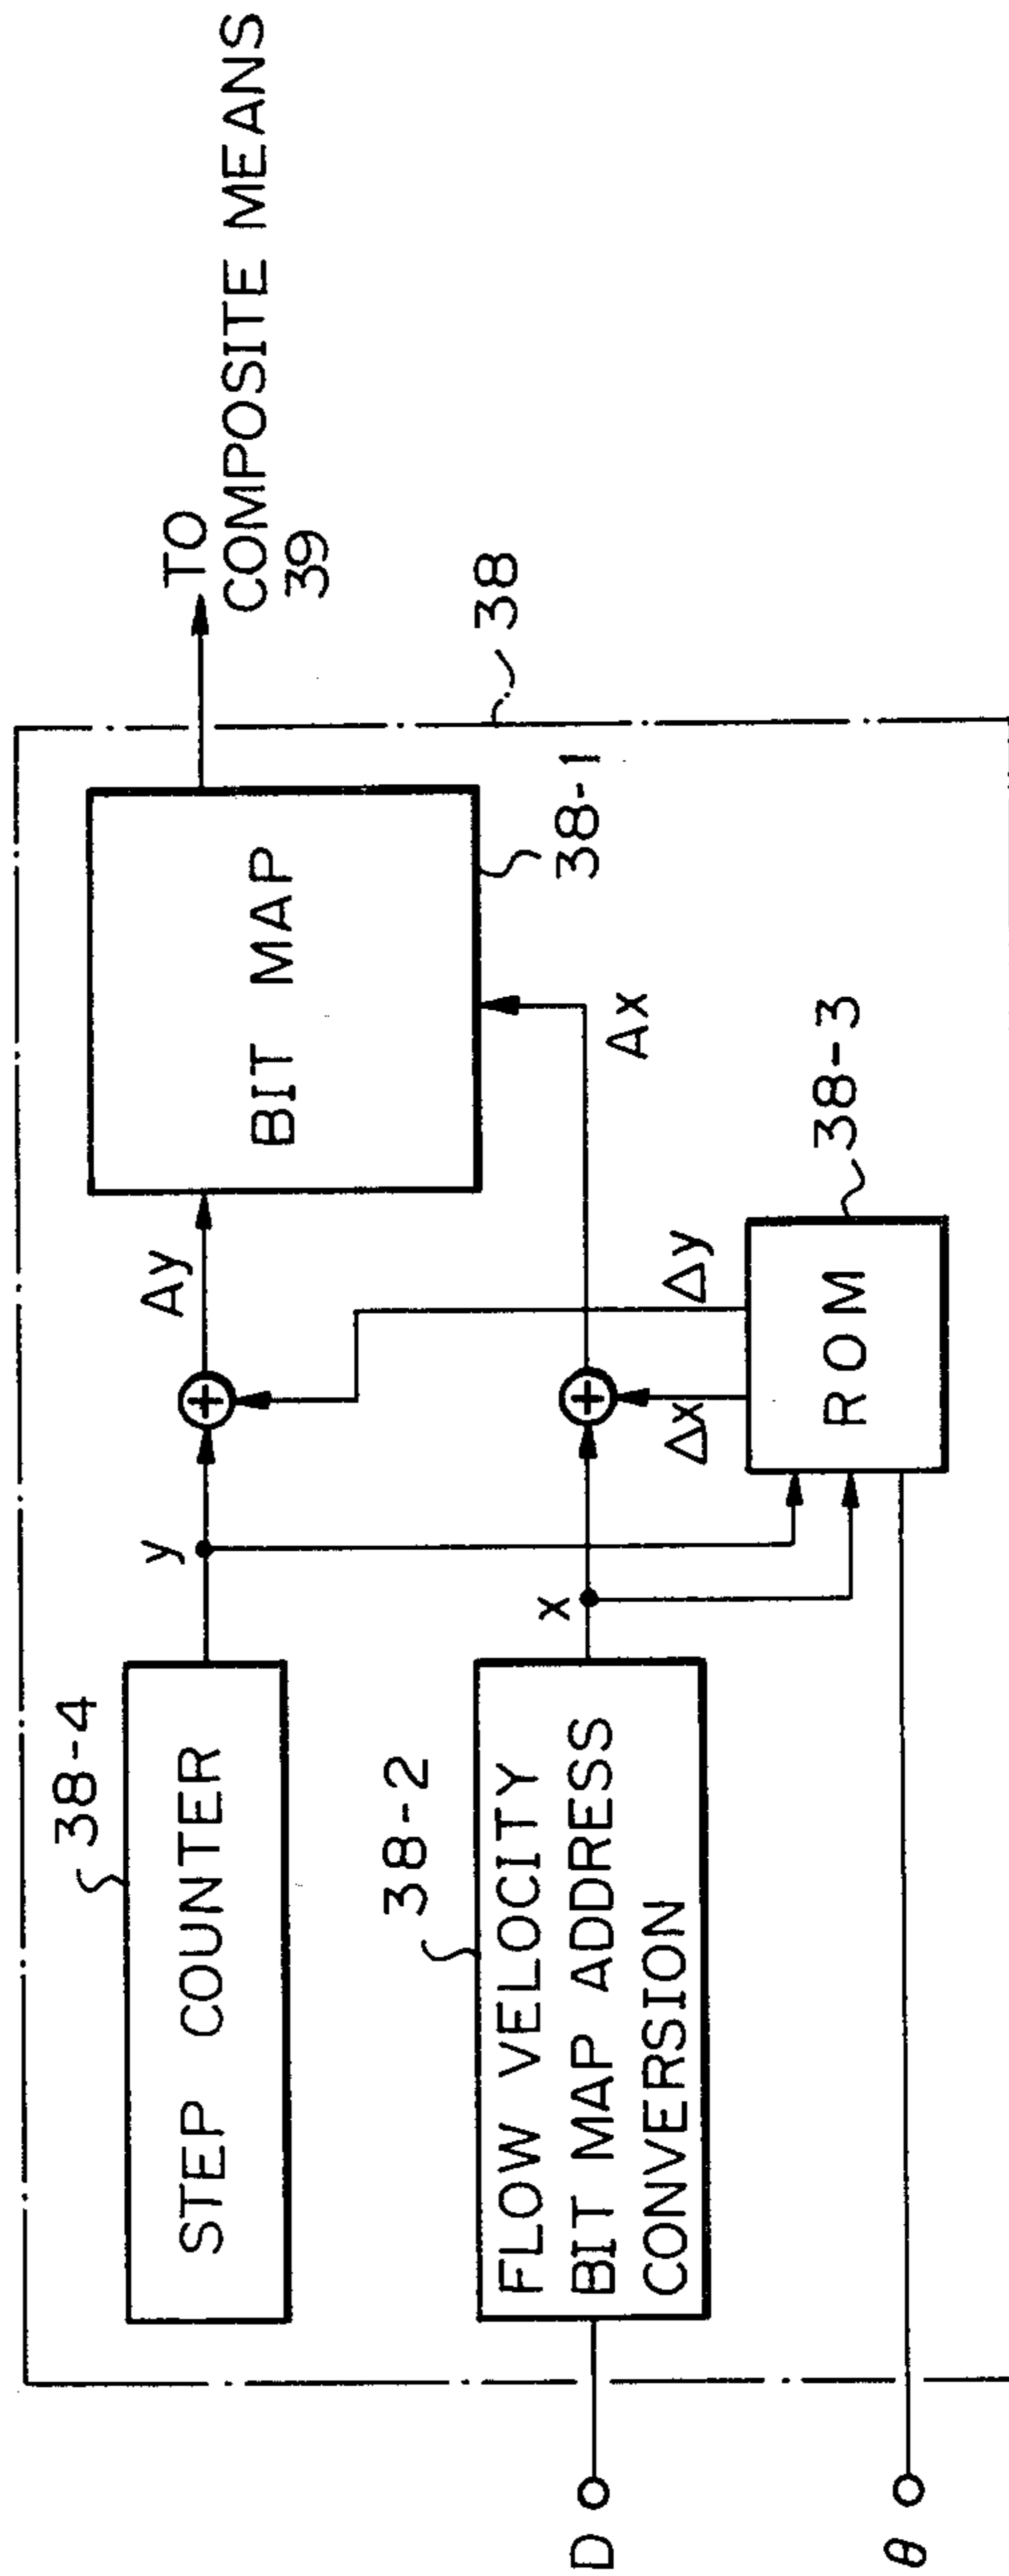 38-4
STEP COUNTER
y
Ay
BIT MAP
38-1
TO
COMPOSITE MEANS
39
38
38-2
FLOW VELOCITY
BIT MAP ADDRESS
CONVERSION
D
x
Δx
Δy
Ax
ROM
38-3
θ